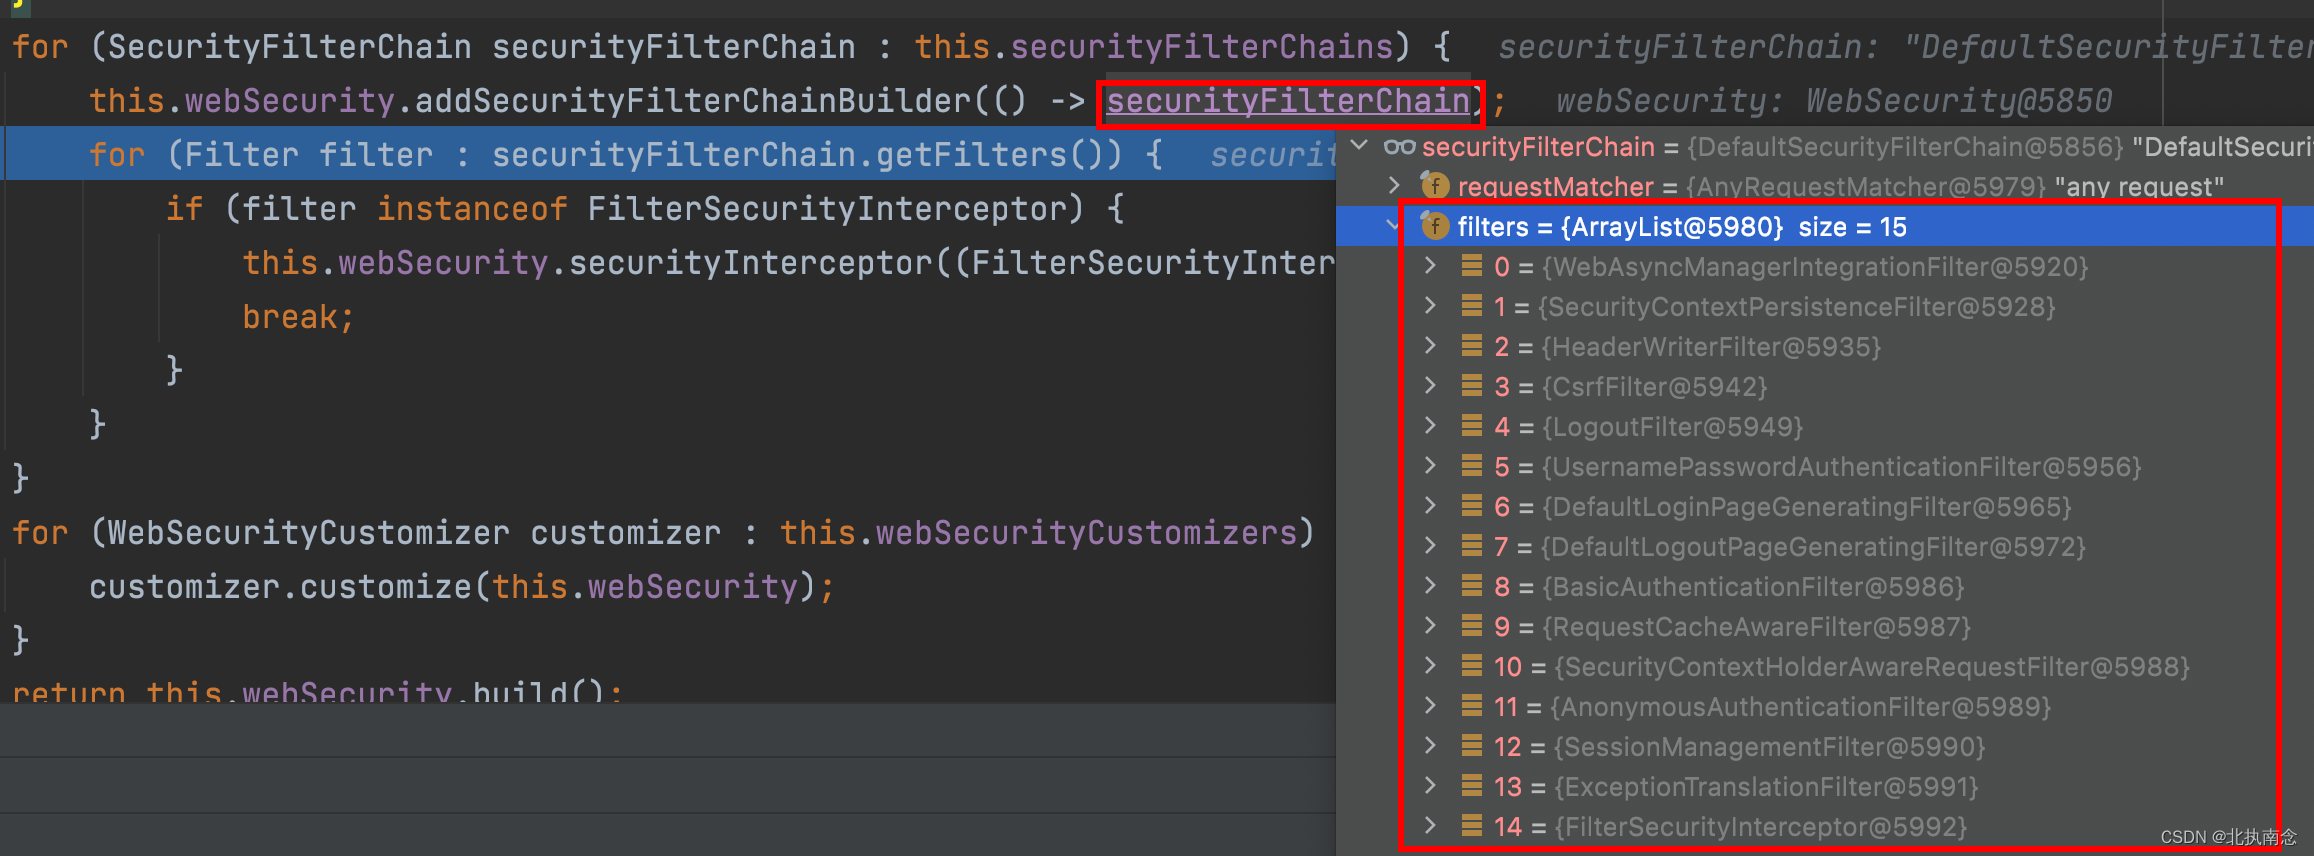 for (SecurityFilterChain securityFilterChain : this.securityFilterChains) {  securityFilterChain: "DefaultSecurityFilter
this.webSecurity.addSecurityFilterChainBuilder(() -> securityFilterChain);  webSecurity: WebSecurity@5850
for (Filter filter : securityFilterChain.getFilters()) {  securit
if (filter instanceof FilterSecurityInterceptor) {
this.webSecurity.securityInterceptor((FilterSecurityInter
break;
}
}
}
for (WebSecurityCustomizer customizer : this.webSecurityCustomizers)
customizer.customize(this.webSecurity);
}
return this.webSecurity.build();
securityFilterChain = {DefaultSecurityFilterChain@5856} "DefaultSecuri
requestMatcher = {AnyRequestMatcher@5979} "any request"
filters = {ArrayList@5980} size = 15
0 = {WebAsyncManagerIntegrationFilter@5920}
1 = {SecurityContextPersistenceFilter@5928}
2 = {HeaderWriterFilter@5935}
3 = {CsrfFilter@5942}
4 = {LogoutFilter@5949}
5 = {UsernamePasswordAuthenticationFilter@5956}
6 = {DefaultLoginPageGeneratingFilter@5965}
7 = {DefaultLogoutPageGeneratingFilter@5972}
8 = {BasicAuthenticationFilter@5986}
9 = {RequestCacheAwareFilter@5987}
10 = {SecurityContextHolderAwareRequestFilter@5988}
11 = {AnonymousAuthenticationFilter@5989}
12 = {SessionManagementFilter@5990}
13 = {ExceptionTranslationFilter@5991}
14 = {FilterSecurityInterceptor@5992}
CSDN @北执南念